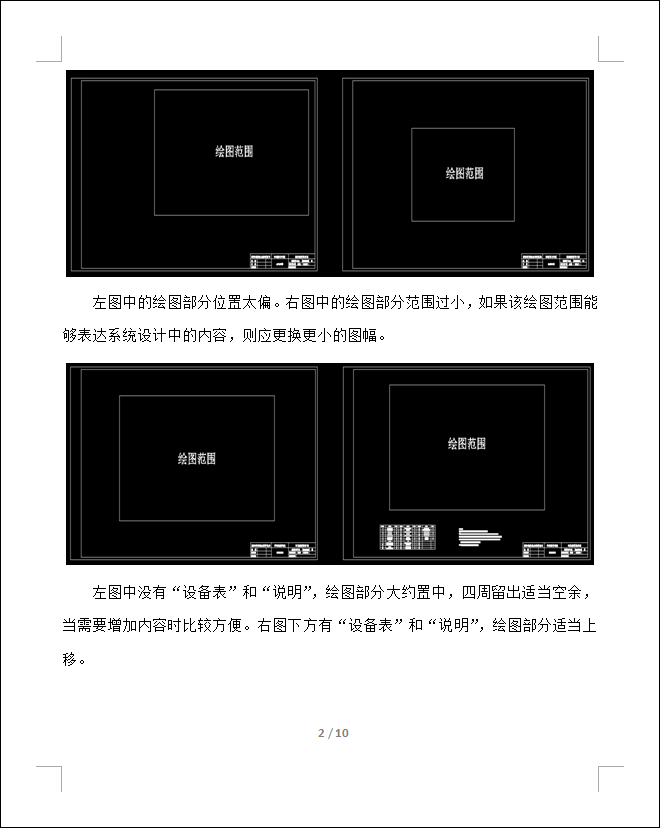 绘图范围
绘图范围
左图中的绘图部分位置太偏。右图中的绘图部分范围过小，如果该绘图范围能
够表达系统设计中的内容，则应更换更小的图幅。
绘图范围
绘图范围
左图中没有“设备表”和“说明”，绘图部分大约置中，四周留出适当空余，
当需要增加内容时比较方便。右图下方有“设备表”和“说明”，绘图部分适当上
移。
2 / 10